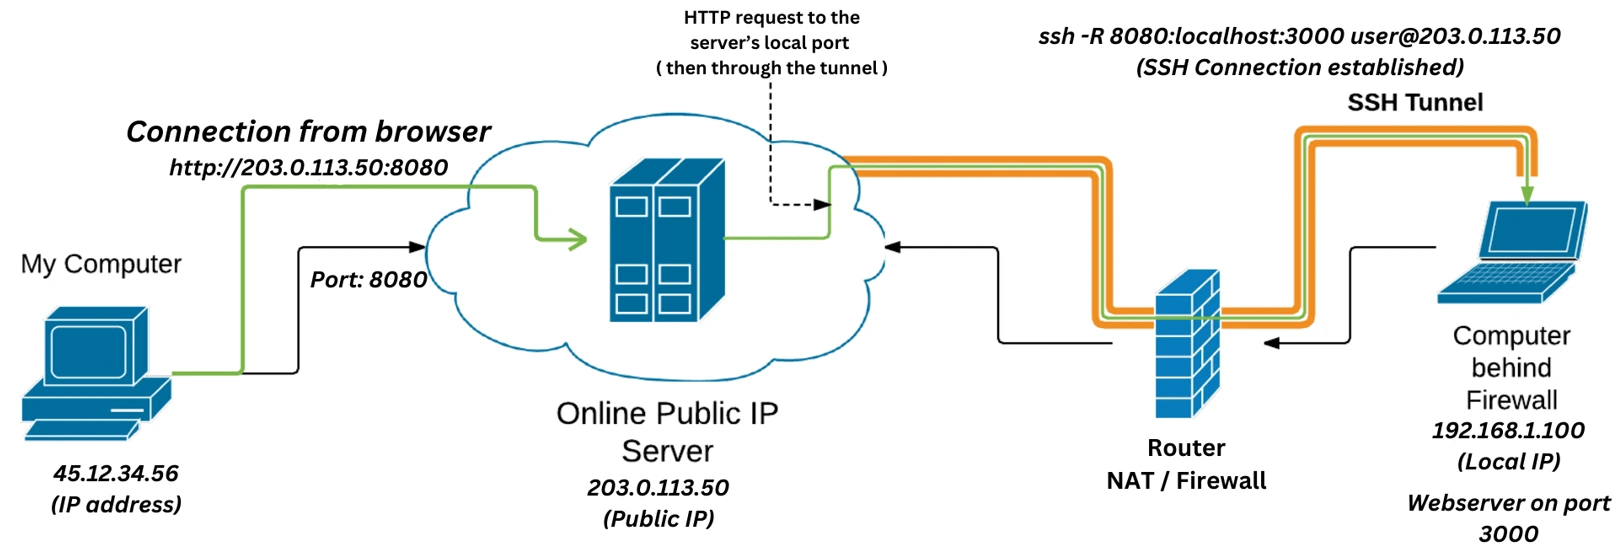 HTTP request to the
server's local port
( then through the tunnel )
ssh -R 8080:localhost:3000 user@203.0.113.50
(SSH Connection established)
SSH Tunnel
Connection from browser
http://203.0.113.50:8080
My Computer
Port: 8080
45.12.34.56
(IP address)
Online Public IP
Server
203.0.113.50
(Public IP)
Router
NAT / Firewall
Computer
behind
Firewall
192.168.1.100
(Local IP)
Webserver on port
3000